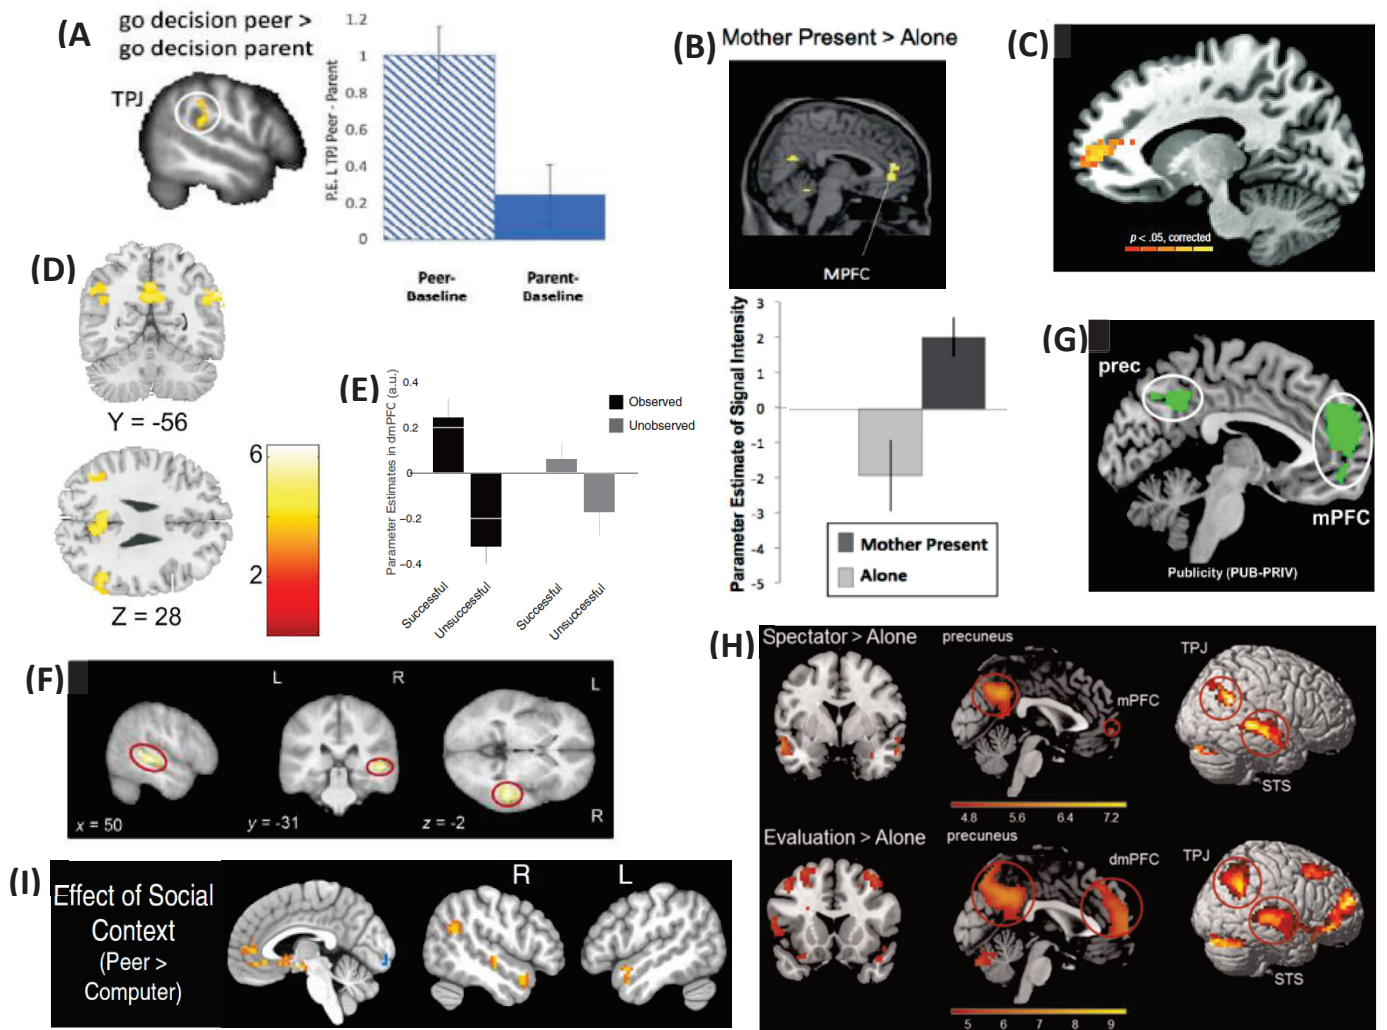 (A)
go decision peer >
go decision parent
TPJ
P.E. L TPJ Peer - Parent
1.2
1
0.8
0.6
0.4
0.2
0
Peer-
Baseline
Parent-
Baseline
(B)
Mother Present > Alone
MPFC
Parameter Estimate of Signal Intensity
3
2
1
0
-1
-2
-3
-4
-5
Mother Present
Alone
(C)
p < .05, corrected
(D)
Y = -56
Z = 28
6
2
(E)
Parameter Estimates in dmPFC (a.u.)
0.4
0.2
0
−0.2
−0.4
Observed
Unobserved
Successful
Unsuccessful
Successful
Unsuccessful
(F)
L
R
L
R
x = 50
y = -31
z = -2
(G)
prec
mPFC
Publicity (PUB-PRIV)
(H)
Spectator > Alone
precuneus
mPFC
TPJ
STS
4.8 5.6 6.4 7.2
Evaluation > Alone
precuneus
dmPFC
TPJ
STS
5 6 7 8 9
(I)
Effect of Social
Context
(Peer >
Computer)
R
L